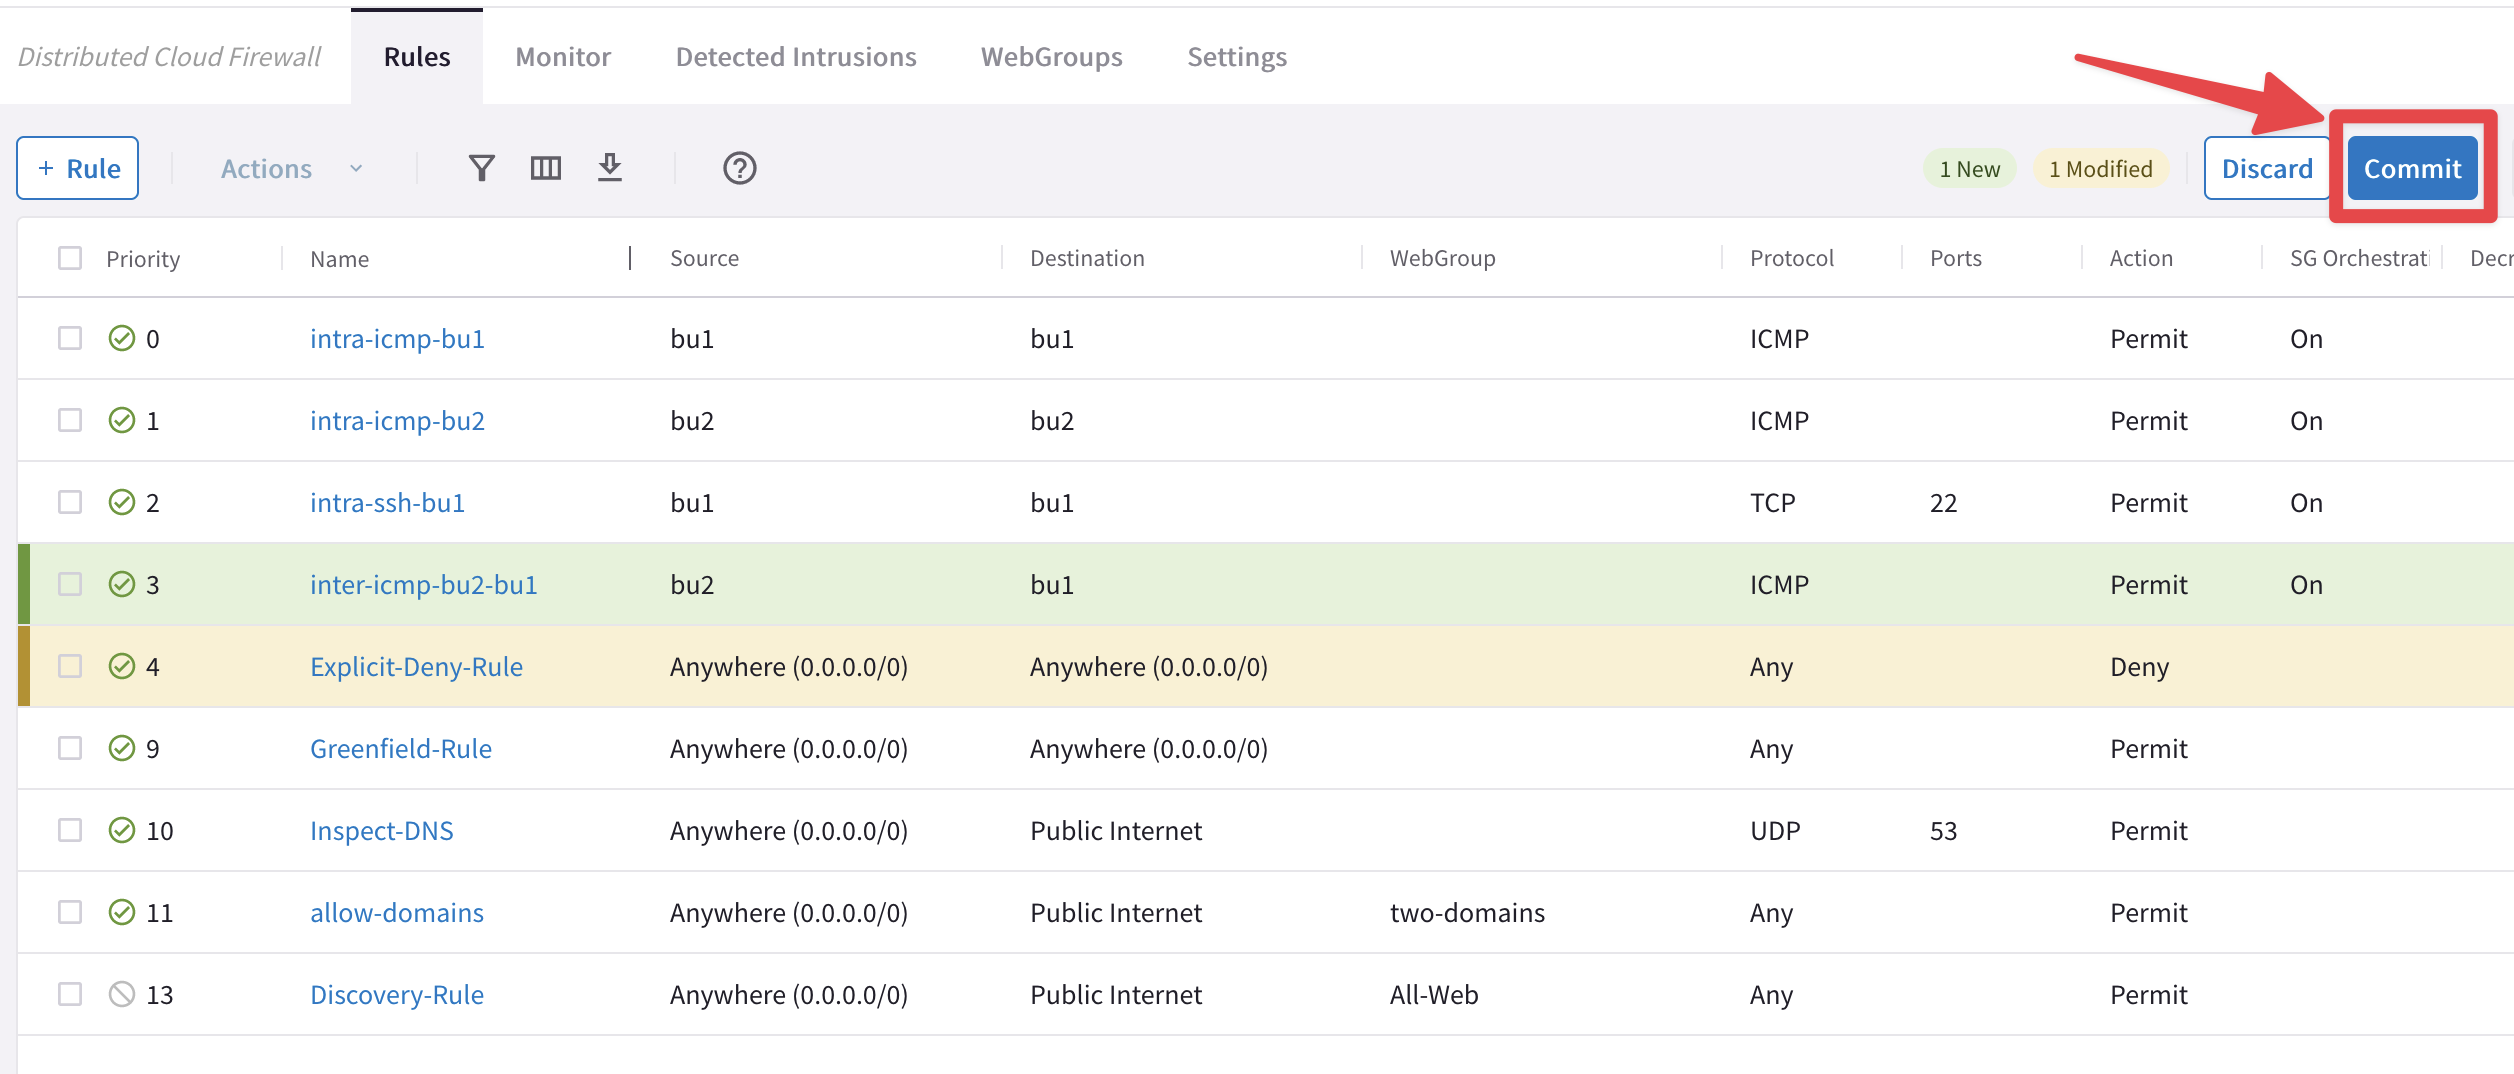 Distributed Cloud Firewall Rules Monitor Detected Intrusions WebGroups Settings
+ Rule Actions 1 New 1 Modified Discard Commit
Priority Name Source Destination WebGroup Protocol Ports Action SG Orchestrati Decr
0 intra-icmp-bu1 bu1 bu1 ICMP Permit On
1 intra-icmp-bu2 bu2 bu2 ICMP Permit On
2 intra-ssh-bu1 bu1 bu1 TCP 22 Permit On
3 inter-icmp-bu2-bu1 bu2 bu1 ICMP Permit On
4 Explicit-Deny-Rule Anywhere (0.0.0.0/0) Anywhere (0.0.0.0/0) Any Deny
9 Greenfield-Rule Anywhere (0.0.0.0/0) Anywhere (0.0.0.0/0) Any Permit
10 Inspect-DNS Anywhere (0.0.0.0/0) Public Internet UDP 53 Permit
11 allow-domains Anywhere (0.0.0.0/0) Public Internet two-domains Any Permit
13 Discovery-Rule Anywhere (0.0.0.0/0) Public Internet All-Web Any Permit